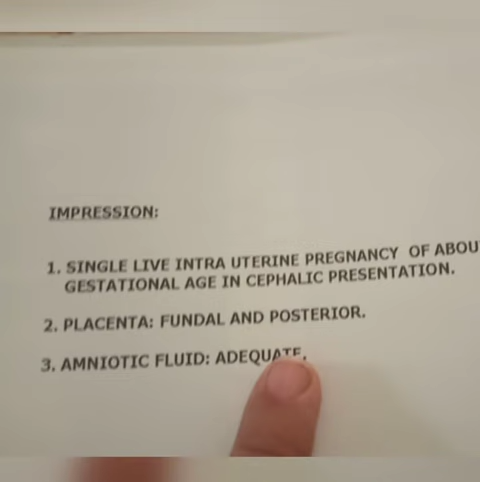 IMPRESSION:
1. SINGLE LIVE INTRA UTERINE PREGNANCY OF
GESTATIONAL AGE IN CEPHALIC PRESENTATION.
2. PLACENTA: FUNDAL AND POSTERIOR.
3. AMNIOTIC FLUID: ADEQUATE.